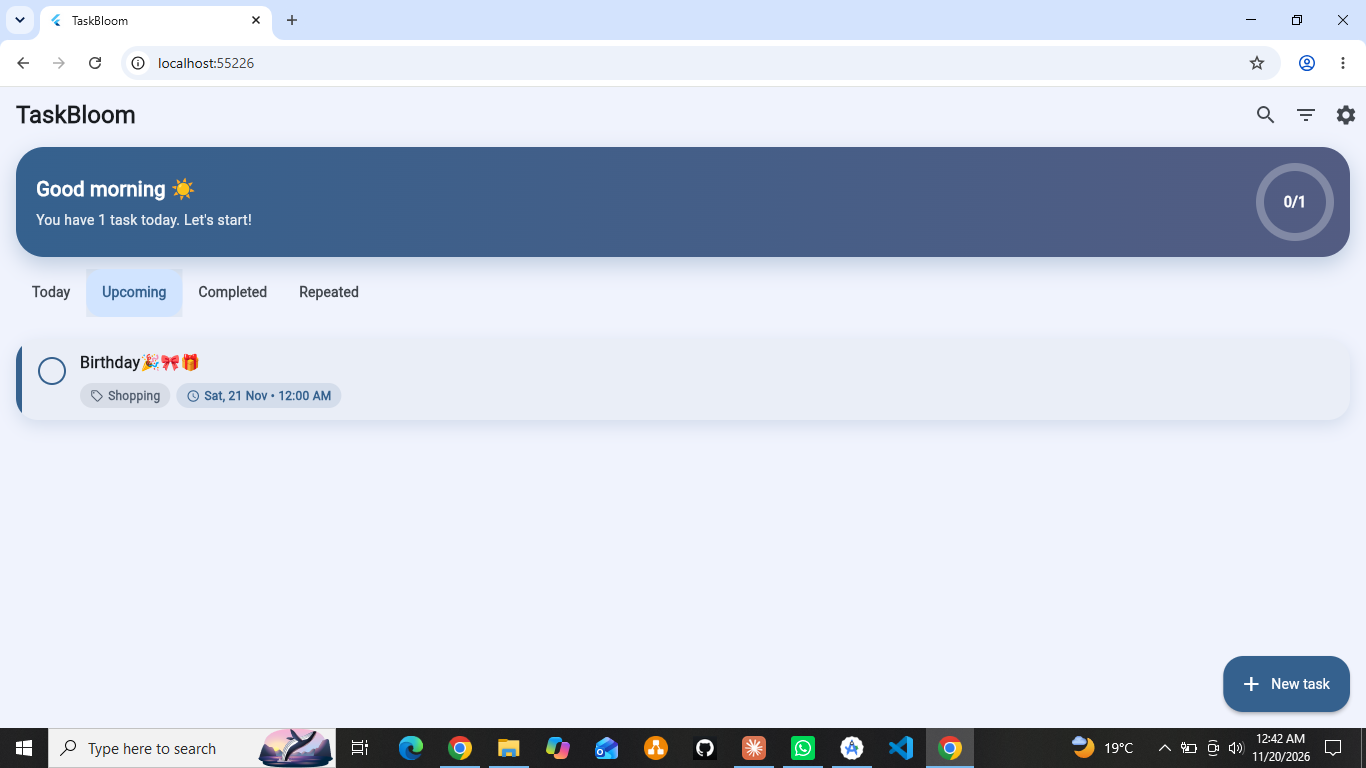 TaskBloom
localhost:55226
TaskBloom
Good morning ☀️
You have 1 task today. Let's start!
0/1
Today Upcoming Completed Repeated
Birthday🎉🎀🎁
Shopping Sat, 21 Nov • 12:00 AM
New task
Type here to search
19°C
12:42 AM
11/20/2026